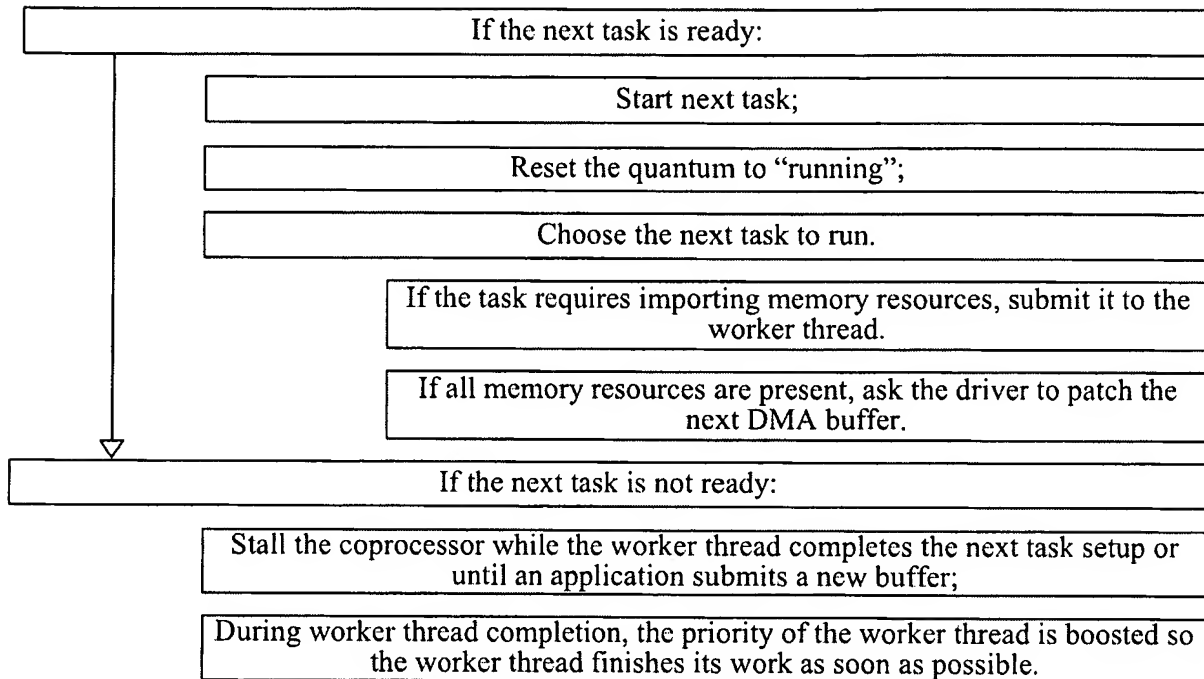 If the next task is ready:
Start next task;
Reset the quantum to “running”;
Choose the next task to run.
If the task requires importing memory resources, submit it to the
worker thread.
If all memory resources are present, ask the driver to patch the
next DMA buffer.
If the next task is not ready:
Stall the coprocessor while the worker thread completes the next task setup or
until an application submits a new buffer;
During worker thread completion, the priority of the worker thread is boosted so
the worker thread finishes its work as soon as possible.